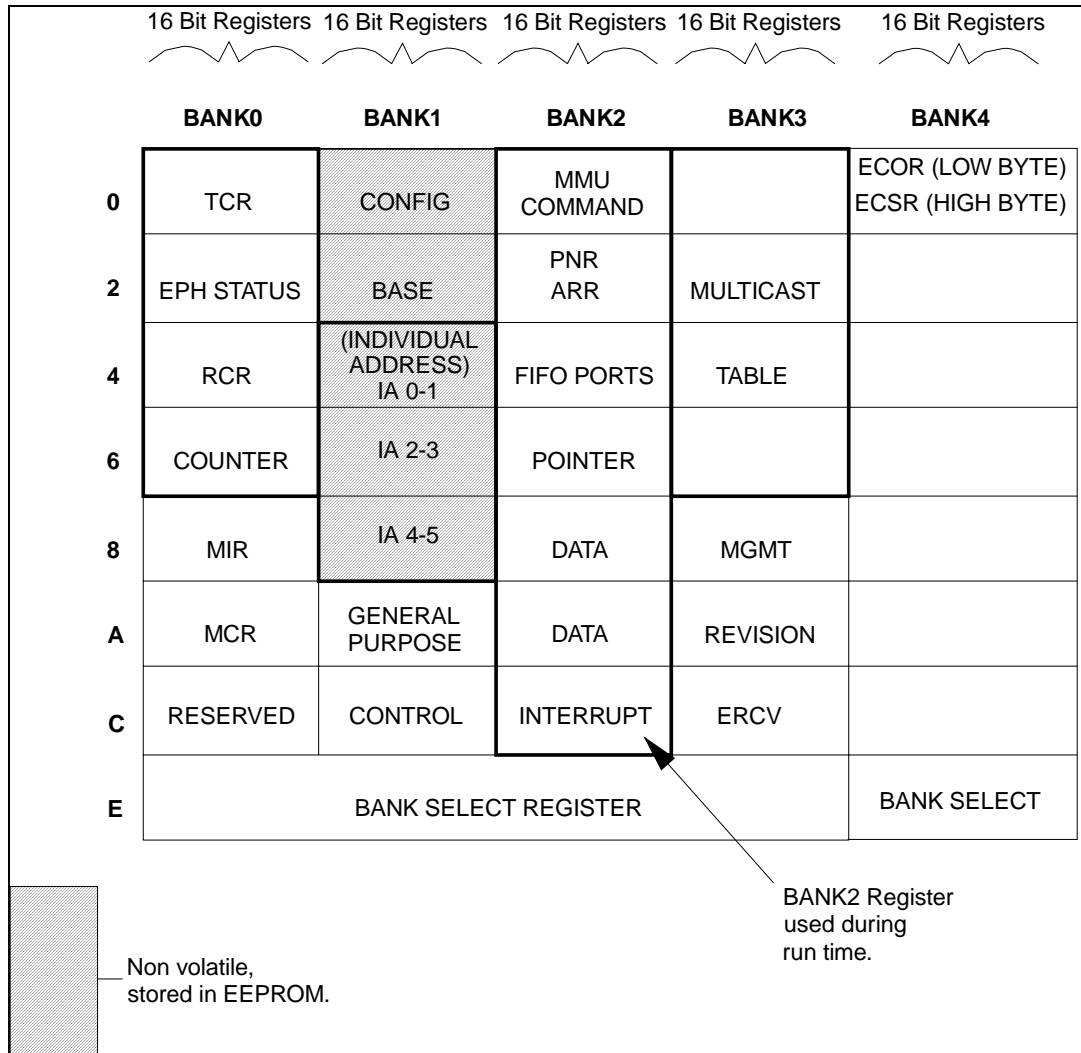 16 Bit Registers 16 Bit Registers 16 Bit Registers 16 Bit Registers 16 Bit Registers
BANK0 BANK1 BANK2 BANK3 BANK4
0 TCR CONFIG MMU COMMAND ECOR (LOW BYTE) ECSR (HIGH BYTE)
2 EPH STATUS BASE PNR ARR MULTICAST
4 RCR (INDIVIDUAL ADDRESS) IA 0-1 FIFO PORTS TABLE
6 COUNTER IA 2-3 POINTER
8 MIR IA 4-5 DATA MGMT
A MCR GENERAL PURPOSE DATA REVISION
C RESERVED CONTROL INTERRUPT ERCV
E BANK SELECT REGISTER BANK SELECT
BANK2 Register
used during
run time.
Non volatile,
stored in EEPROM.